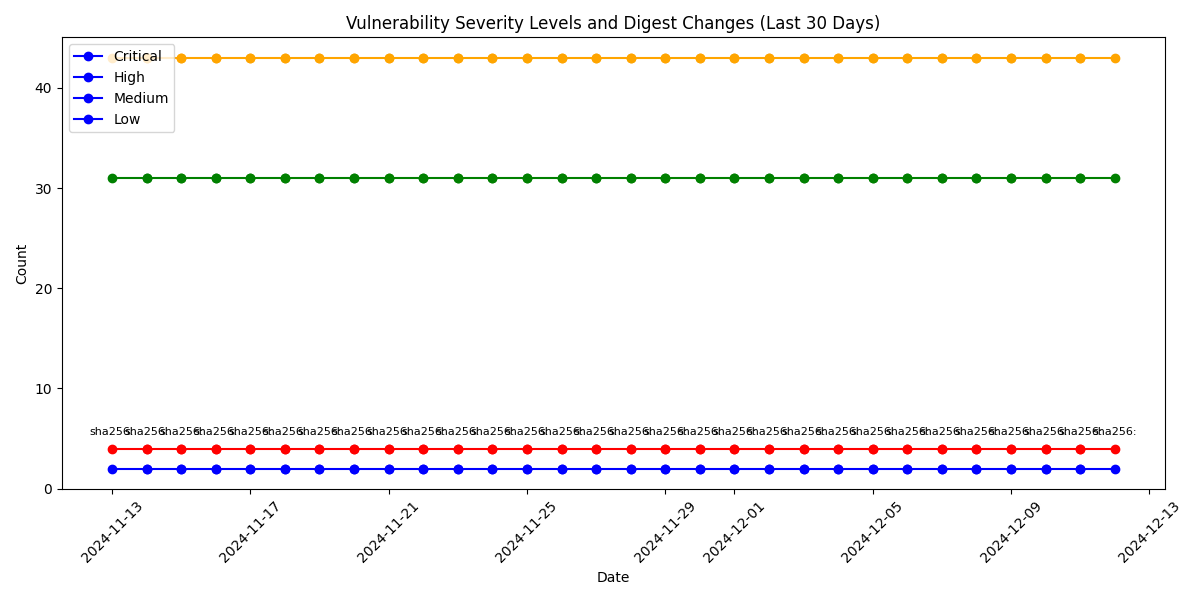 Vulnerability Severity Levels and Digest Changes (Last 30 Days)
Critical
High
Medium
Low
Count
40
30
20
10
0
sha256: sha256: sha256: sha256: sha256: sha256: sha256: sha256: sha256: sha256: sha256: sha256: sha256: sha256: sha256: sha256: sha256: sha256: sha256: sha256: sha256: sha256: sha256: sha256: sha256: sha256: sha256: sha256: sha256: sha256:
2024-11-13
2024-11-17
2024-11-21
2024-11-25
2024-11-29
2024-12-01
2024-12-05
2024-12-09
2024-12-13
Date